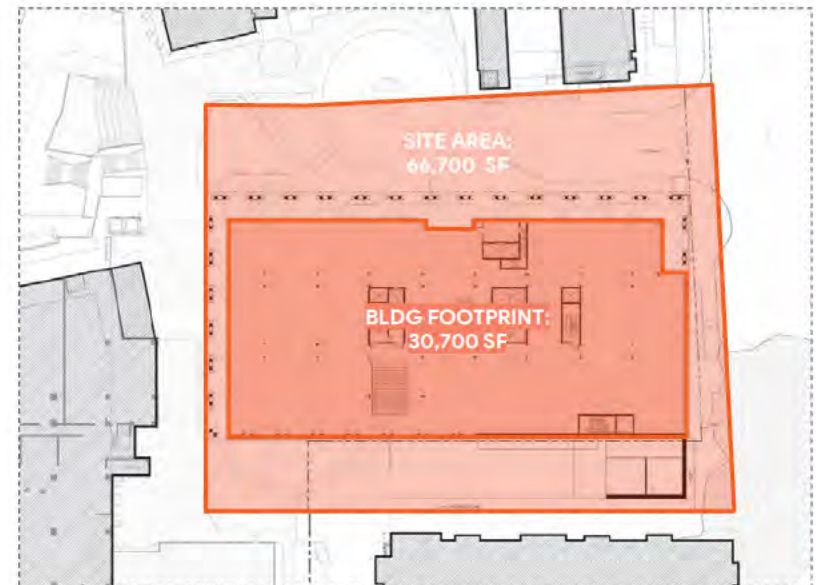 SITE AREA:
66,700 SF
BLDG FOOTPRINT:
30,700 SF